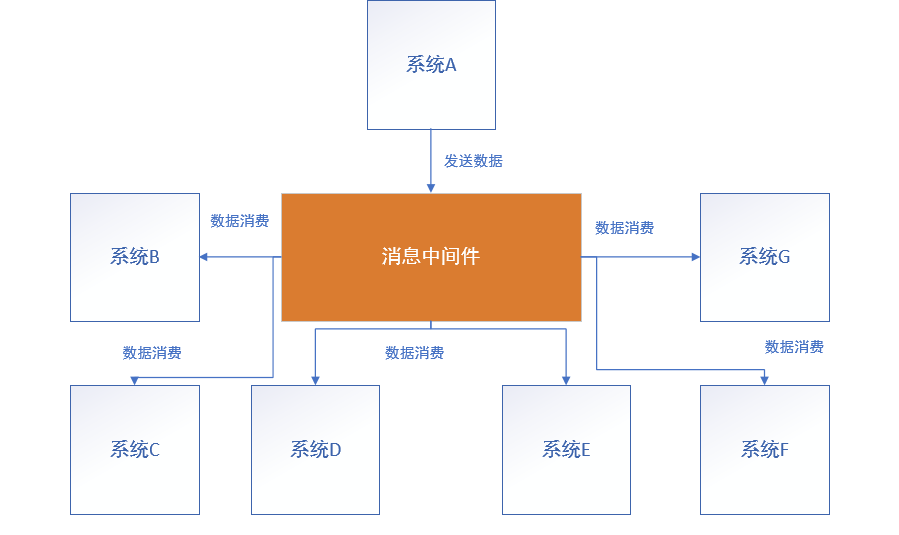 系统A
发送数据
系统B
数据消费
消息中间件
数据消费
系统G
数据消费
数据消费
数据消费
系统C
系统D
系统E
系统F